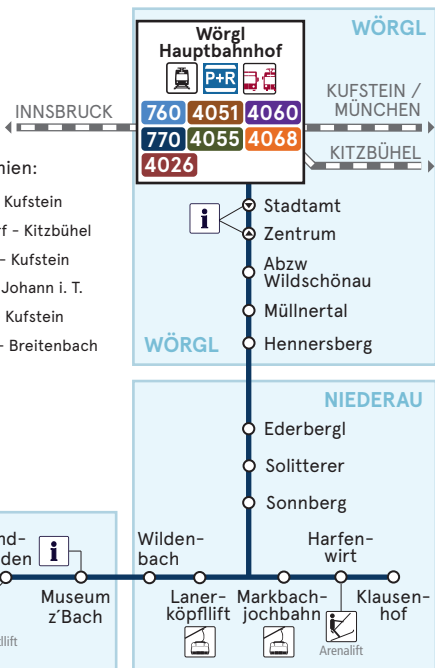 WÖRGL
Wörgl
Hauptbahnhof
P+R
760 4051 4060
770 4055 4068
4026
INNSBRUCK
KUFSTEIN /
MÜNCHEN
KITZBÜHEL
nien:
Kufstein
f - Kitzbühel
- Kufstein
Johann i. T.
Kufstein
- Breitenbach
i
Stadtamt
Zentrum
Abzw
Wildschönau
Müllnertal
Hennersberg
WÖRGL
NIEDERAU
Ederbergl
Solitterer
Sonnberg
nd-
den
i
Museum
z´Bach
Wilden-
bach
Laner-
köpfllift
Markbach-
jochbahn
Harfen-
wirt
Arenalift
Klausen-
hof
dllift